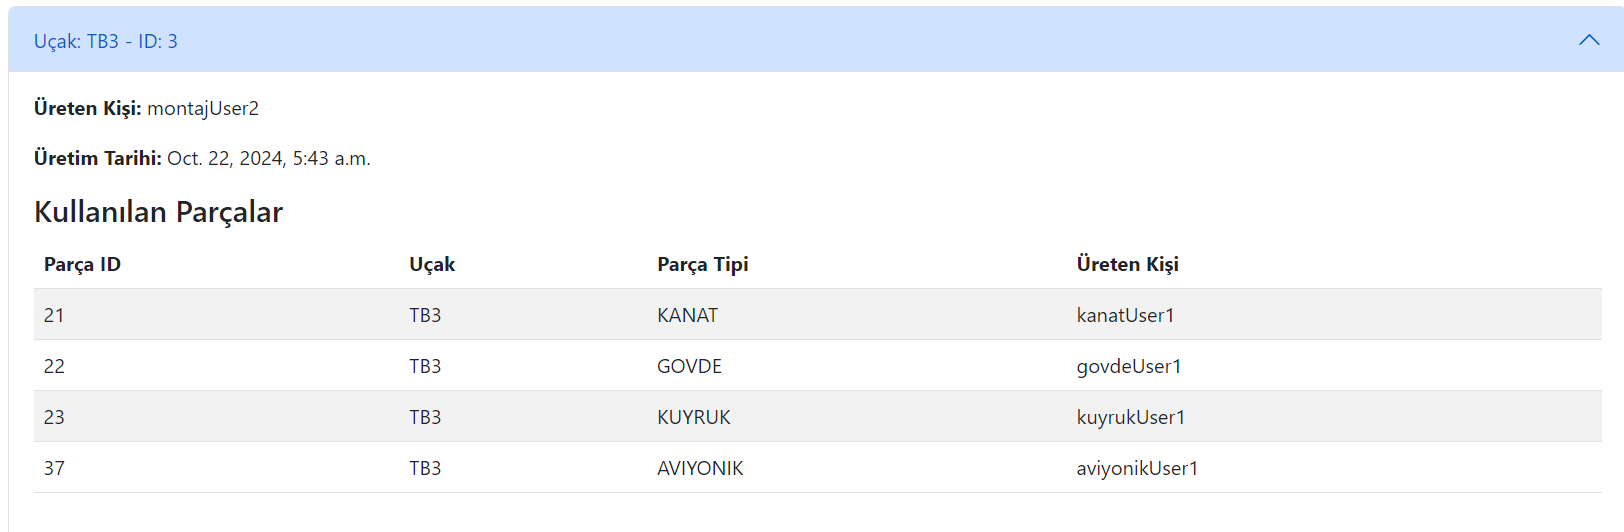 Uçak: TB3 - ID: 3
Üreten Kişi: montajUser2
Üretim Tarihi: Oct. 22, 2024, 5:43 a.m.
Kullanılan Parçalar
Parça ID Uçak Parça Tipi Üreten Kişi
21 TB3 KANAT kanatUser1
22 TB3 GOVDE govdeUser1
23 TB3 KUYRUK kuyrukUser1
37 TB3 AVIYONIK aviyonikUser1